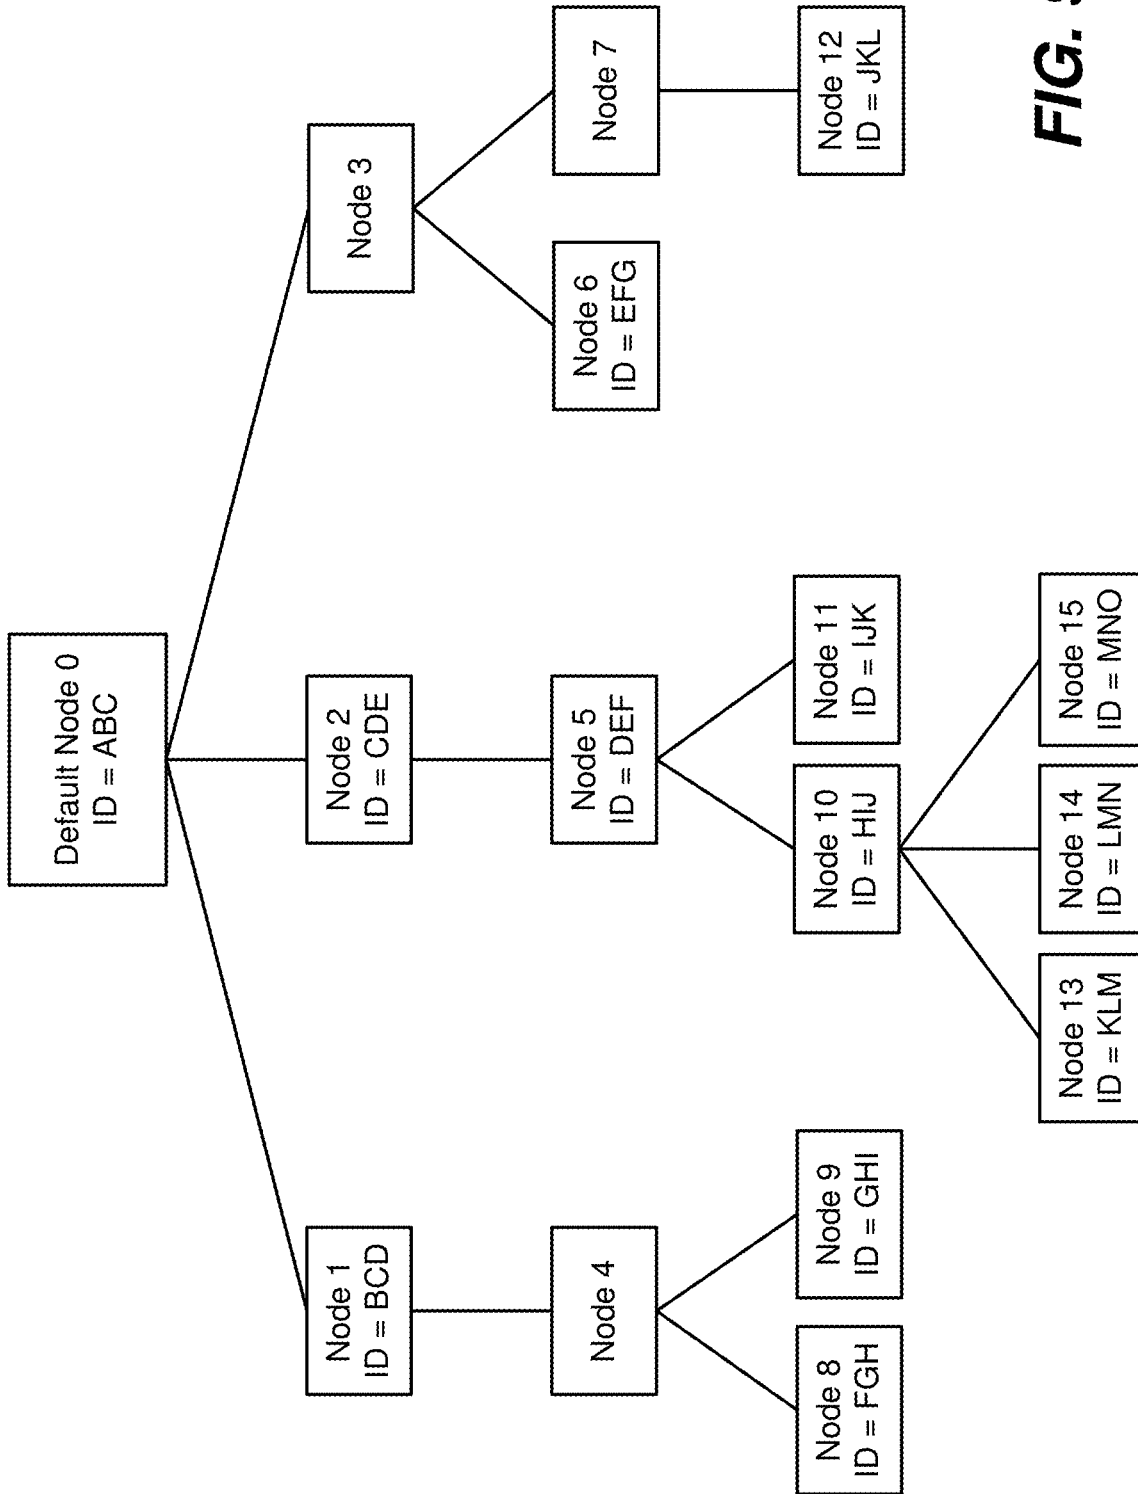 Default Node 0
ID = ABC
Node 1
ID = BCD
Node 2
ID = CDE
Node 3
Node 4
Node 5
ID = DEF
Node 6
ID = EFG
Node 7
Node 8
ID = FGH
Node 9
ID = GHI
Node 10
ID = HIJ
Node 11
ID = IJK
Node 12
ID = JKL
Node 13
ID = KLM
Node 14
ID = LMN
Node 15
ID = MNO
FIG.